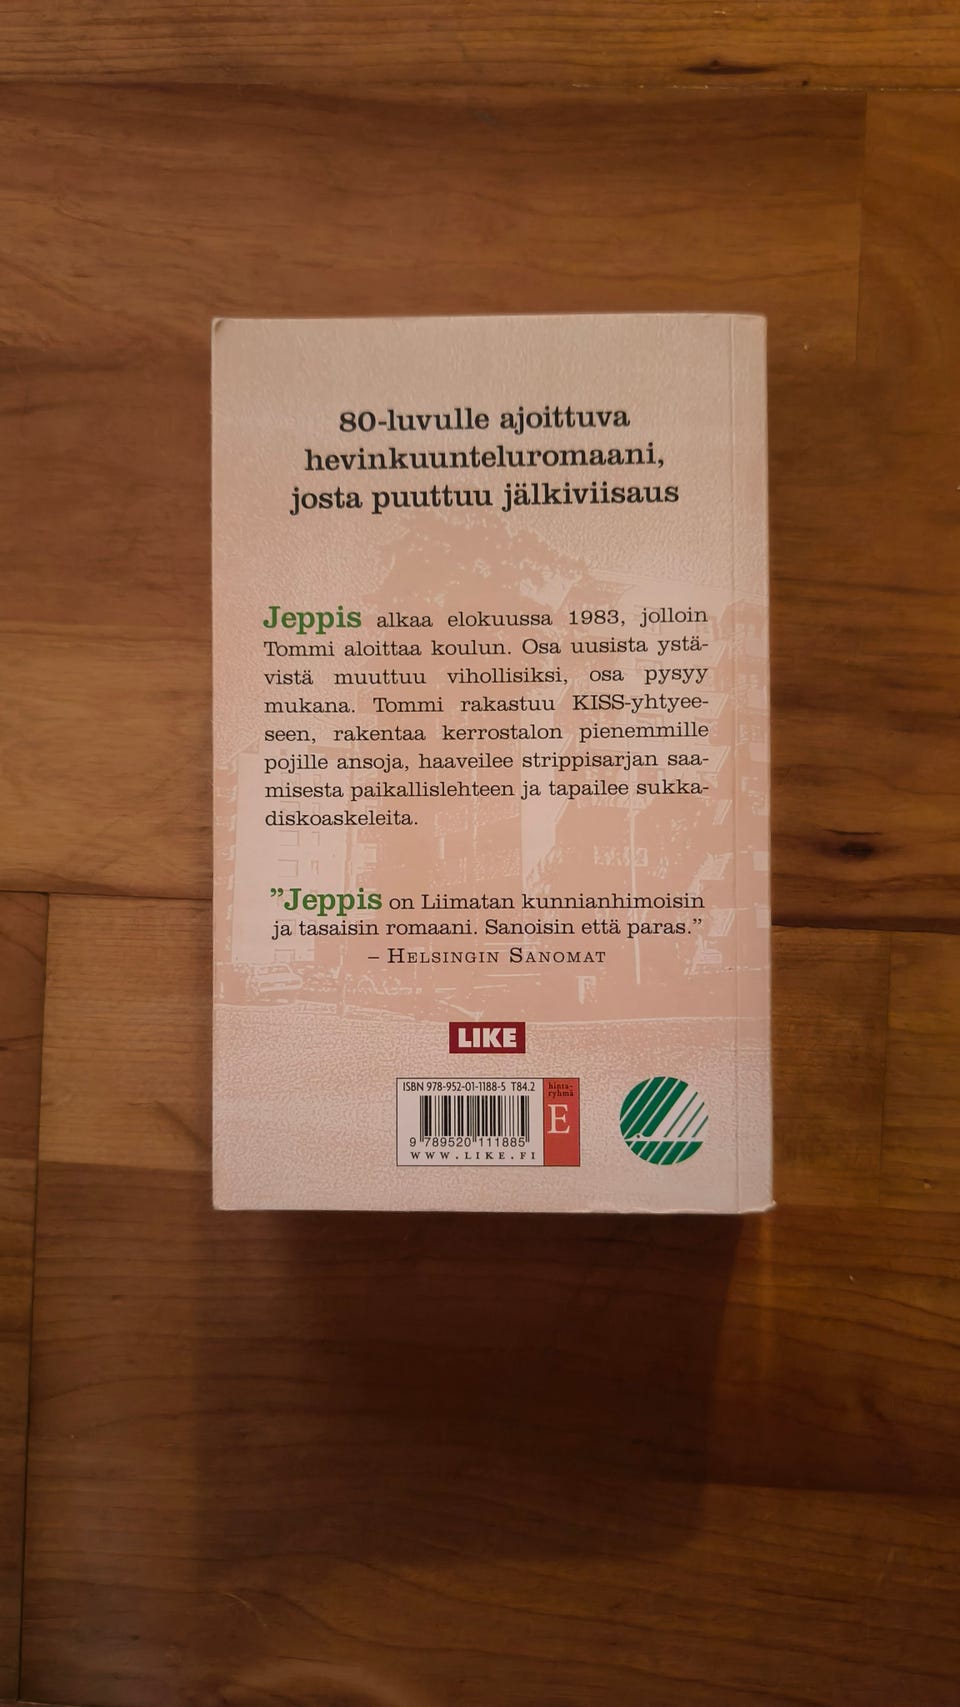 80-luvulle ajoittuva
hevinkuunteluromaani,
josta puuttuu jälkiviisaus
Jeppis alkaa elokuussa 1983, jolloin
Tommi aloittaa koulun. Osa uusista ystä-
vistä muuttuu vihollisiksi, osa pysyy
mukana. Tommi rakastuu KISS-yhtyee-
seen, rakentaa kerrostalon pienemmille
pojille ansoja, haaveilee strippisarjan saa-
misesta paikallislehteen ja tapailee sukka-
diskoaskeleita.
”Jeppis on Liimatan kunnianhimoisin
ja tasaisin romaani. Sanoisin että paras.”
– HELSINGIN SANOMAT
LIKE
ISBN 978-952-01-1188-5 T84.2
hinta-
ryhmä
E
9 789520 111885
WWW.LIKE.FI